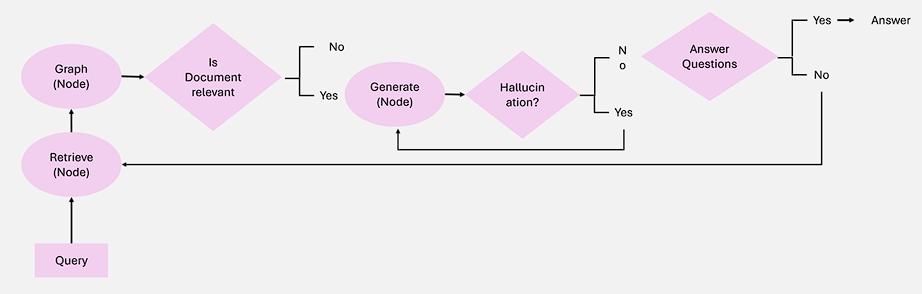 Graph
(Node)
Is
Document
relevant
No
Yes
Generate
(Node)
Hallucin
ation?
N
o
Yes
Answer
Questions
Yes
Answer
No
Retrieve
(Node)
Query